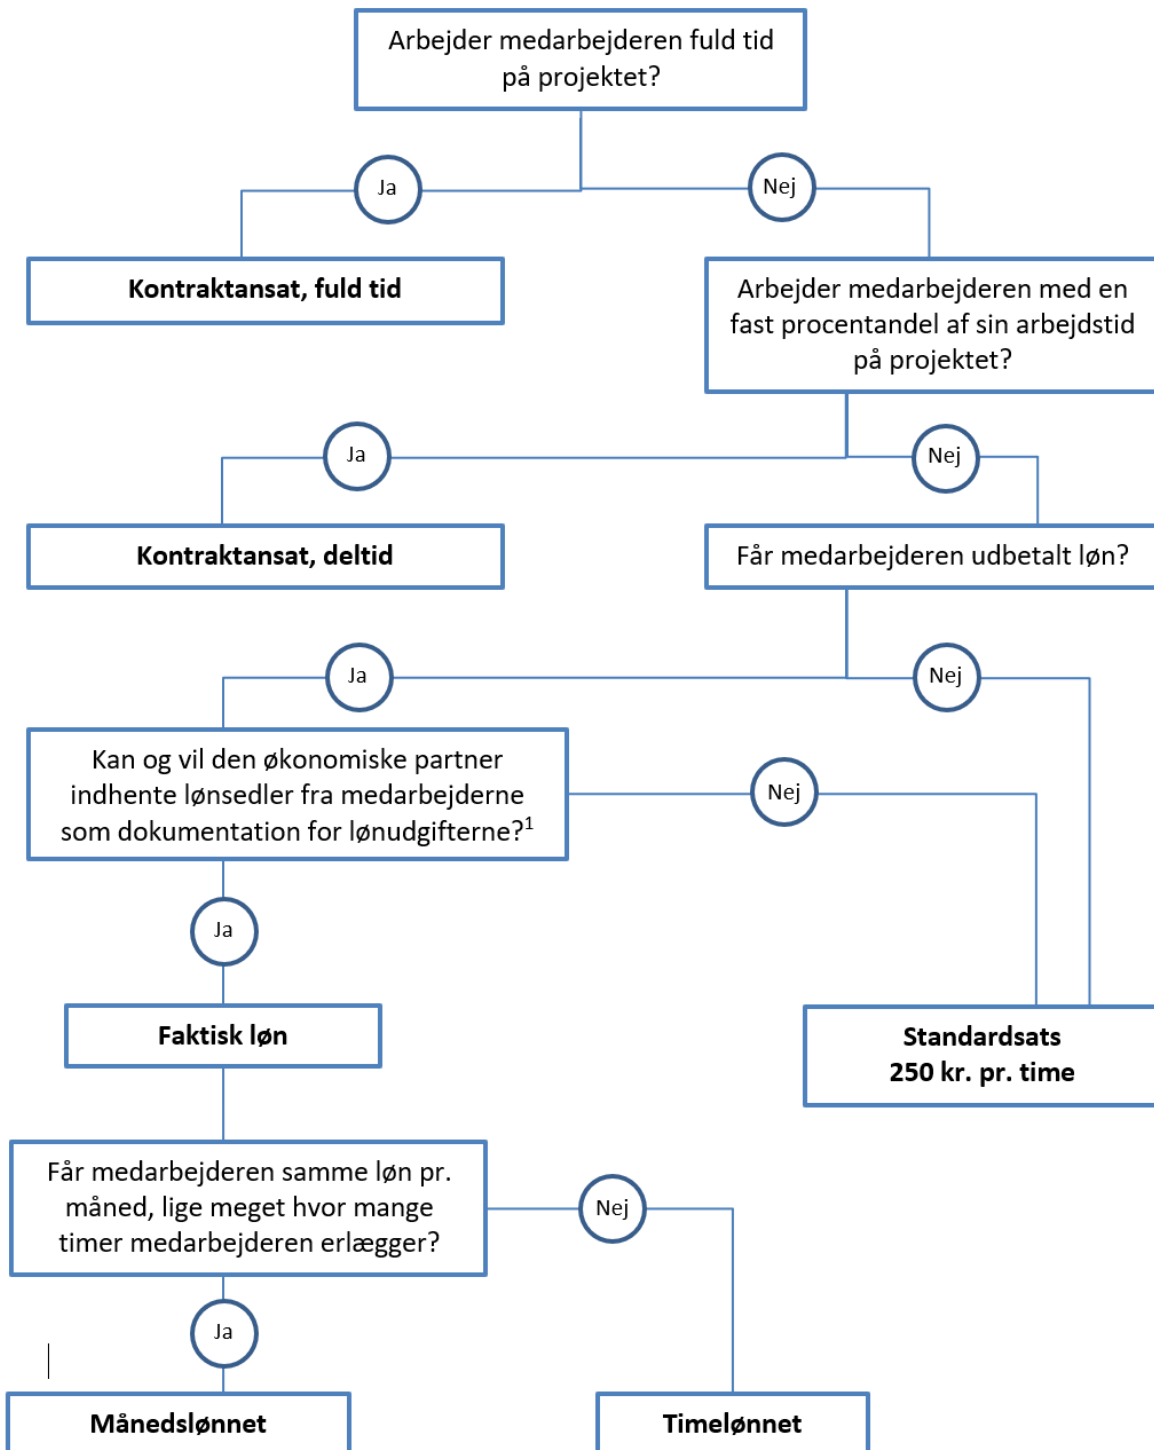 Arbejder medarbejderen fuld tid
på projektet?
Ja
Nej
Kontraktansat, fuld tid
Arbejder medarbejderen med en
fast procentandel af sin arbejdstid
på projektet?
Ja
Nej
Kontraktansat, deltid
Får medarbejderen udbetalt løn?
Ja
Nej
Kan og vil den økonomiske partner
indhente lønsedler fra medarbejderne
som dokumentation for lønudgifterne?¹
Nej
Ja
Faktisk løn
Standardsats
250 kr. pr. time
Får medarbejderen samme løn pr.
måned, lige meget hvor mange
timer medarbejderen erlægger?
Nej
Ja
Månedslønnet
Timelønnet